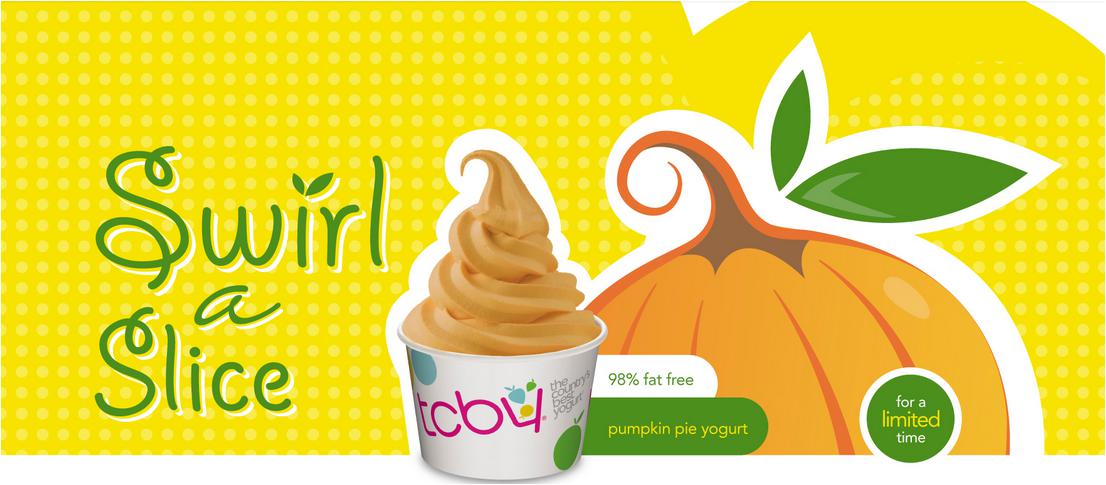 Swirl
a
Slice
tcby
the
country's
best
yogurt
98% fat free
pumpkin pie yogurt
for a
limited
time